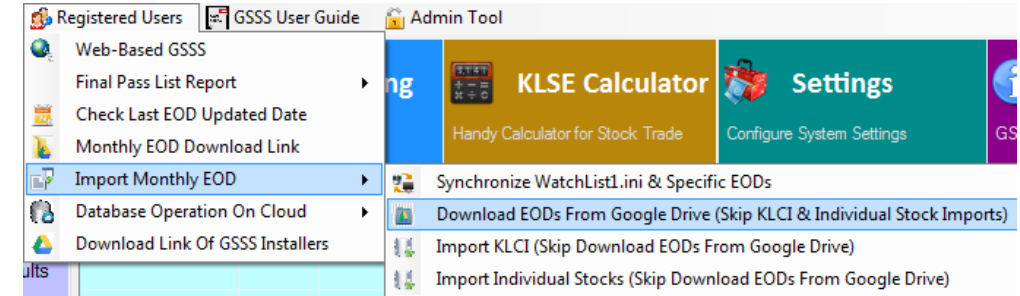 Registered Users GSSS User Guide Admin Tool
Web-Based GSSS
Final Pass List Report
Check Last EOD Updated Date
Monthly EOD Download Link
Import Monthly EOD
Database Operation On Cloud
Download Link Of GSSS Installers
ults
ng
KLSE Calculator
Handy Calculator for Stock Trade
Settings
Configure System Settings
GS
Synchronize WatchList1.ini & Specific EODs
Download EODs From Google Drive (Skip KLCI & Individual Stock Imports)
Import KLCI (Skip Download EODs From Google Drive)
Import Individual Stocks (Skip Download EODs From Google Drive)